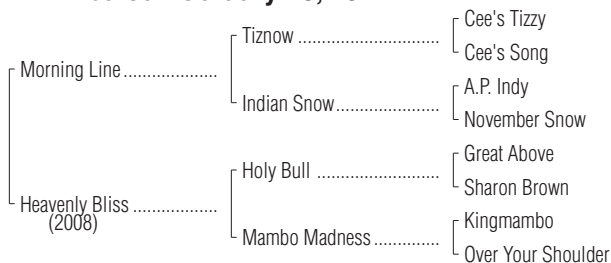 Tiznow
Cee's Tizzy
Cee's Song
Morning Line
Indian Snow
A.P. Indy
November Snow
Holy Bull
Great Above
Sharon Brown
Heavenly Bliss
(2008)
Mambo Madness
Kingmambo
Over Your Shoulder